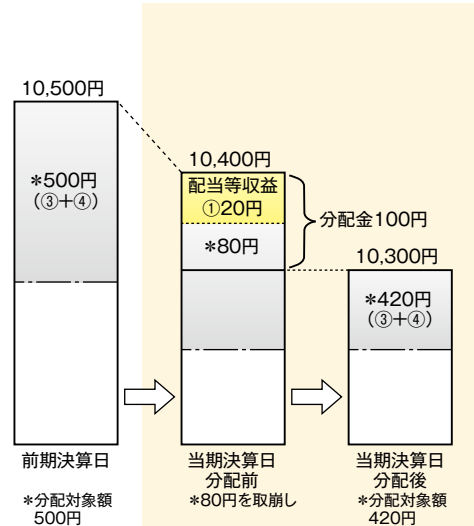 10,500円
*500円
(③+④)
前期決算日
*分配対象額
500円
10,400円
配当等収益
①20円
*80円
分配金100円
当期決算日
分配前
*80円を取崩し
10,300円
*420円
(③+④)
当期決算日
分配後
*分配対象額
420円